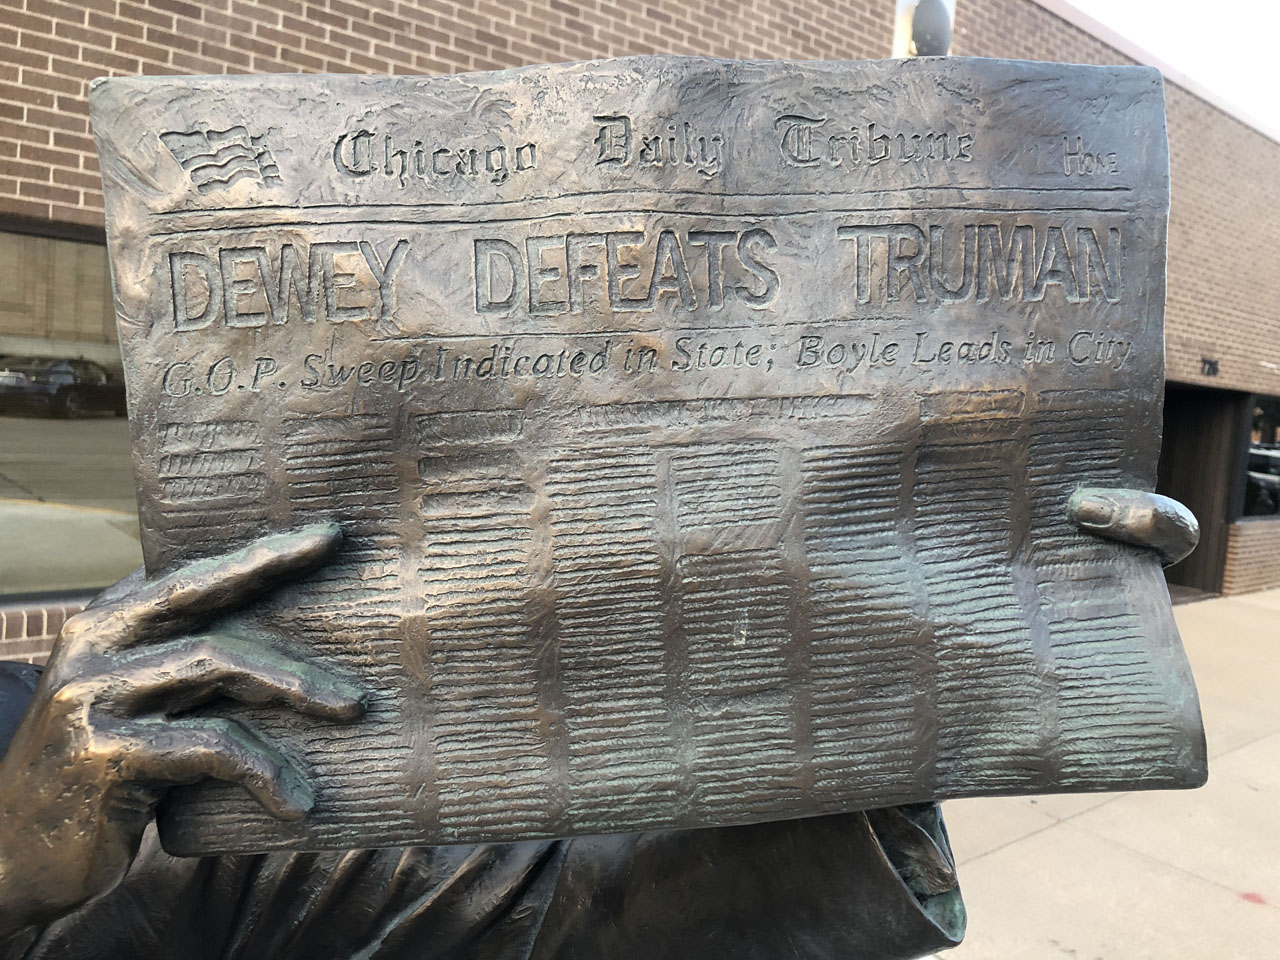 Chicago Daily Tribune HOME
DEWEY DEFEATS TRUMAN
G.O.P. Sweep Indicated in State; Boyle Leads in City